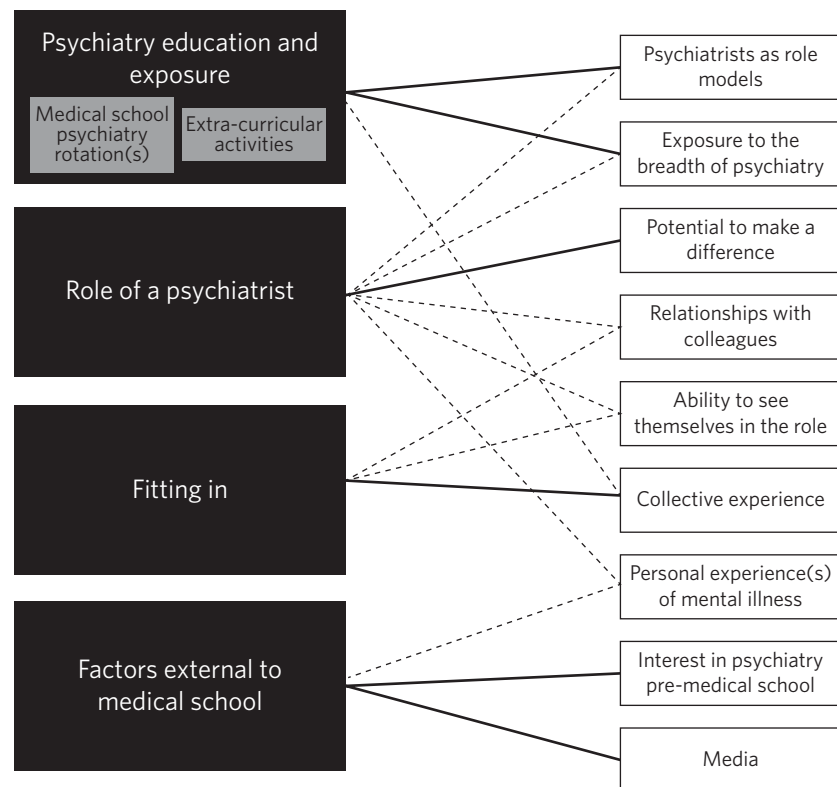 Psychiatry education and
exposure
Medical school
psychiatry
rotation(s)
Extra-curricular
activities
Role of a psychiatrist
Fitting in
Factors external to
medical school
Psychiatrists as role
models
Exposure to the
breadth of psychiatry
Potential to make a
difference
Relationships with
colleagues
Ability to see
themselves in the role
Collective experience
Personal experience(s)
of mental illness
Interest in psychiatry
pre-medical school
Media